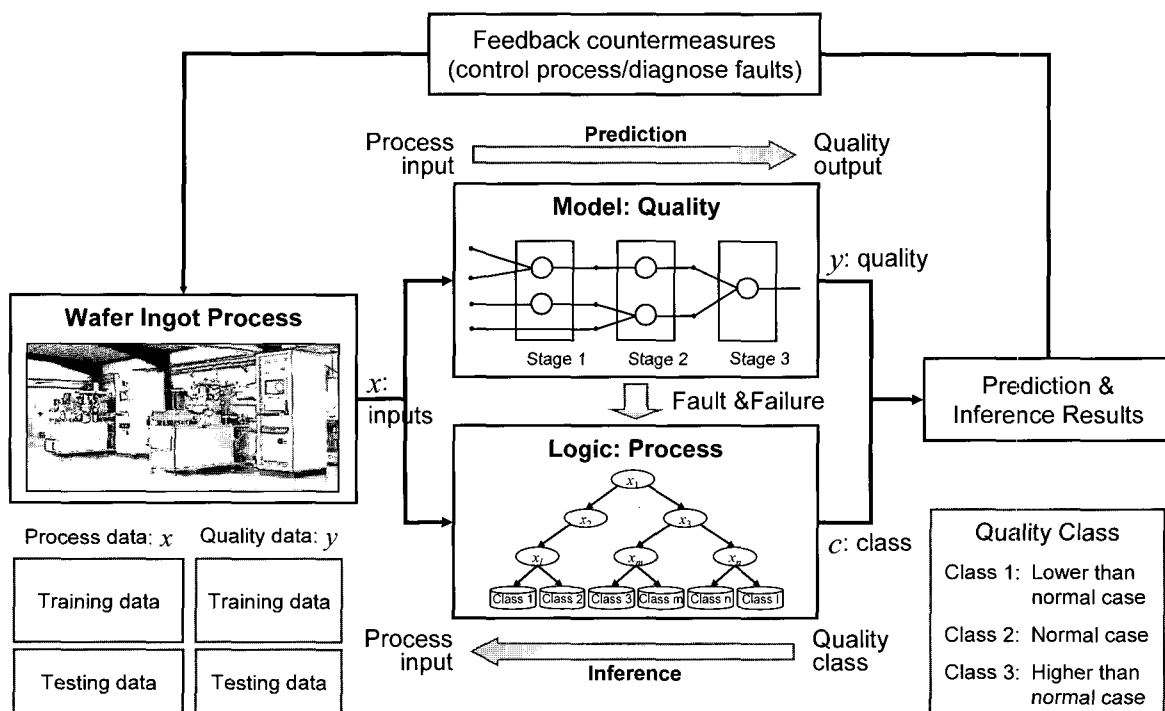 Feedback countermeasures
(control process/diagnose faults)
Prediction
Process
input
Quality
output
Model: Quality
Stage 1
Stage 2
Stage 3
y: quality
Wafer Ingot Process
x:
inputs
Fault &Failure
Prediction &
Inference Results
Logic: Process
x1
x2
x3
xl
xm
xn
Class 1
Class 2
Class 3
Class m
Class n
Class l
c: class
Process
input
Quality
class
Inference
Process data: x
Quality data: y
Training data
Training data
Testing data
Testing data
Quality Class
Class 1: Lower than
normal case
Class 2: Normal case
Class 3: Higher than
normal case